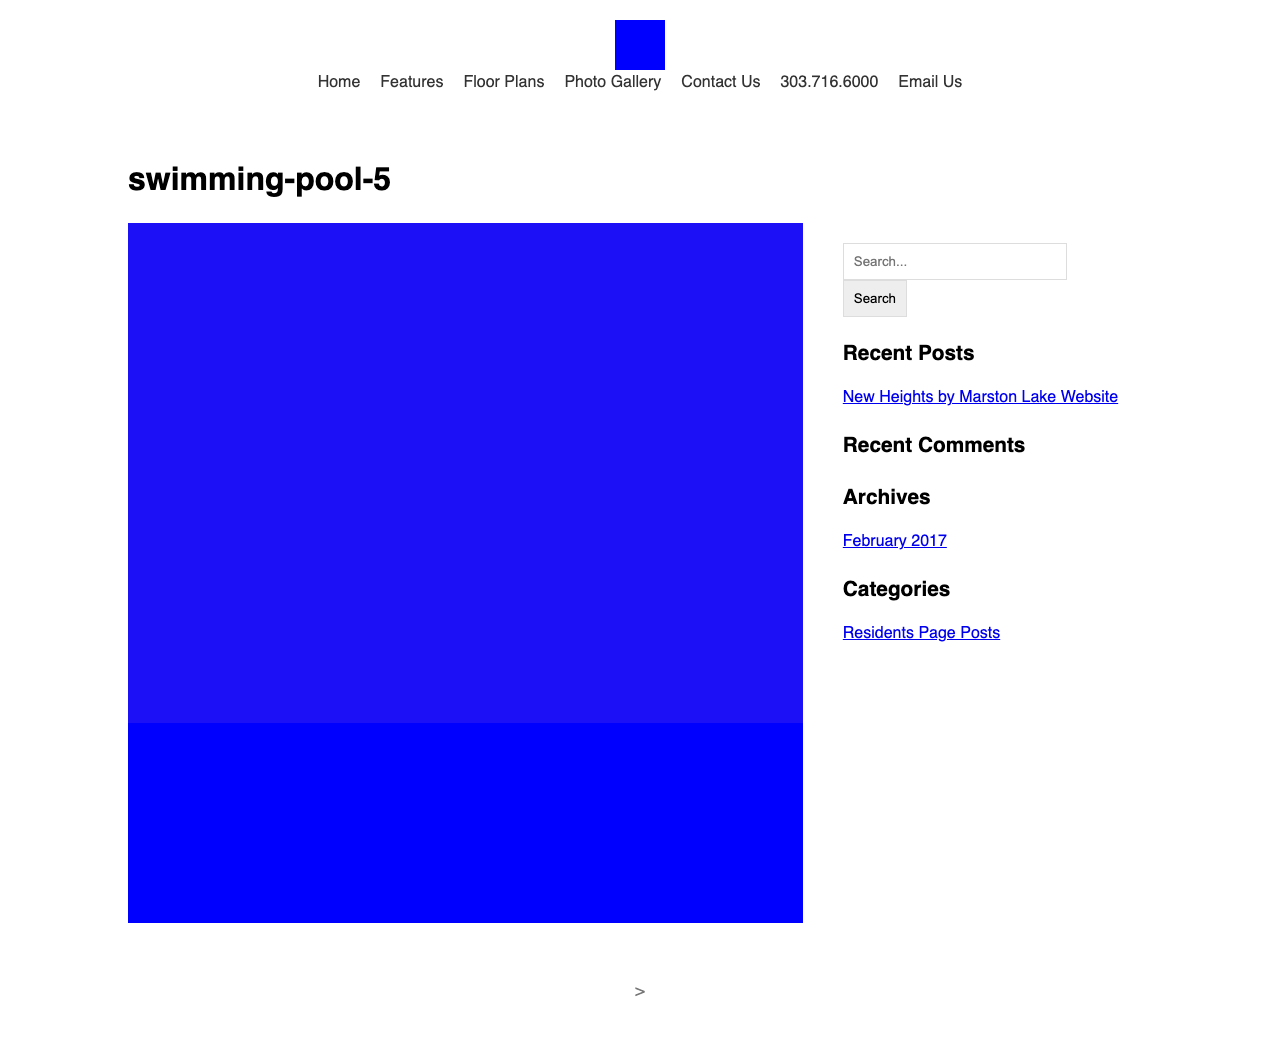 Home Features Floor Plans Photo Gallery Contact Us 303.716.6000 Email Us
swimming-pool-5
Search...
Search
Recent Posts
New Heights by Marston Lake Website
Recent Comments
Archives
February 2017
Categories
Residents Page Posts
>